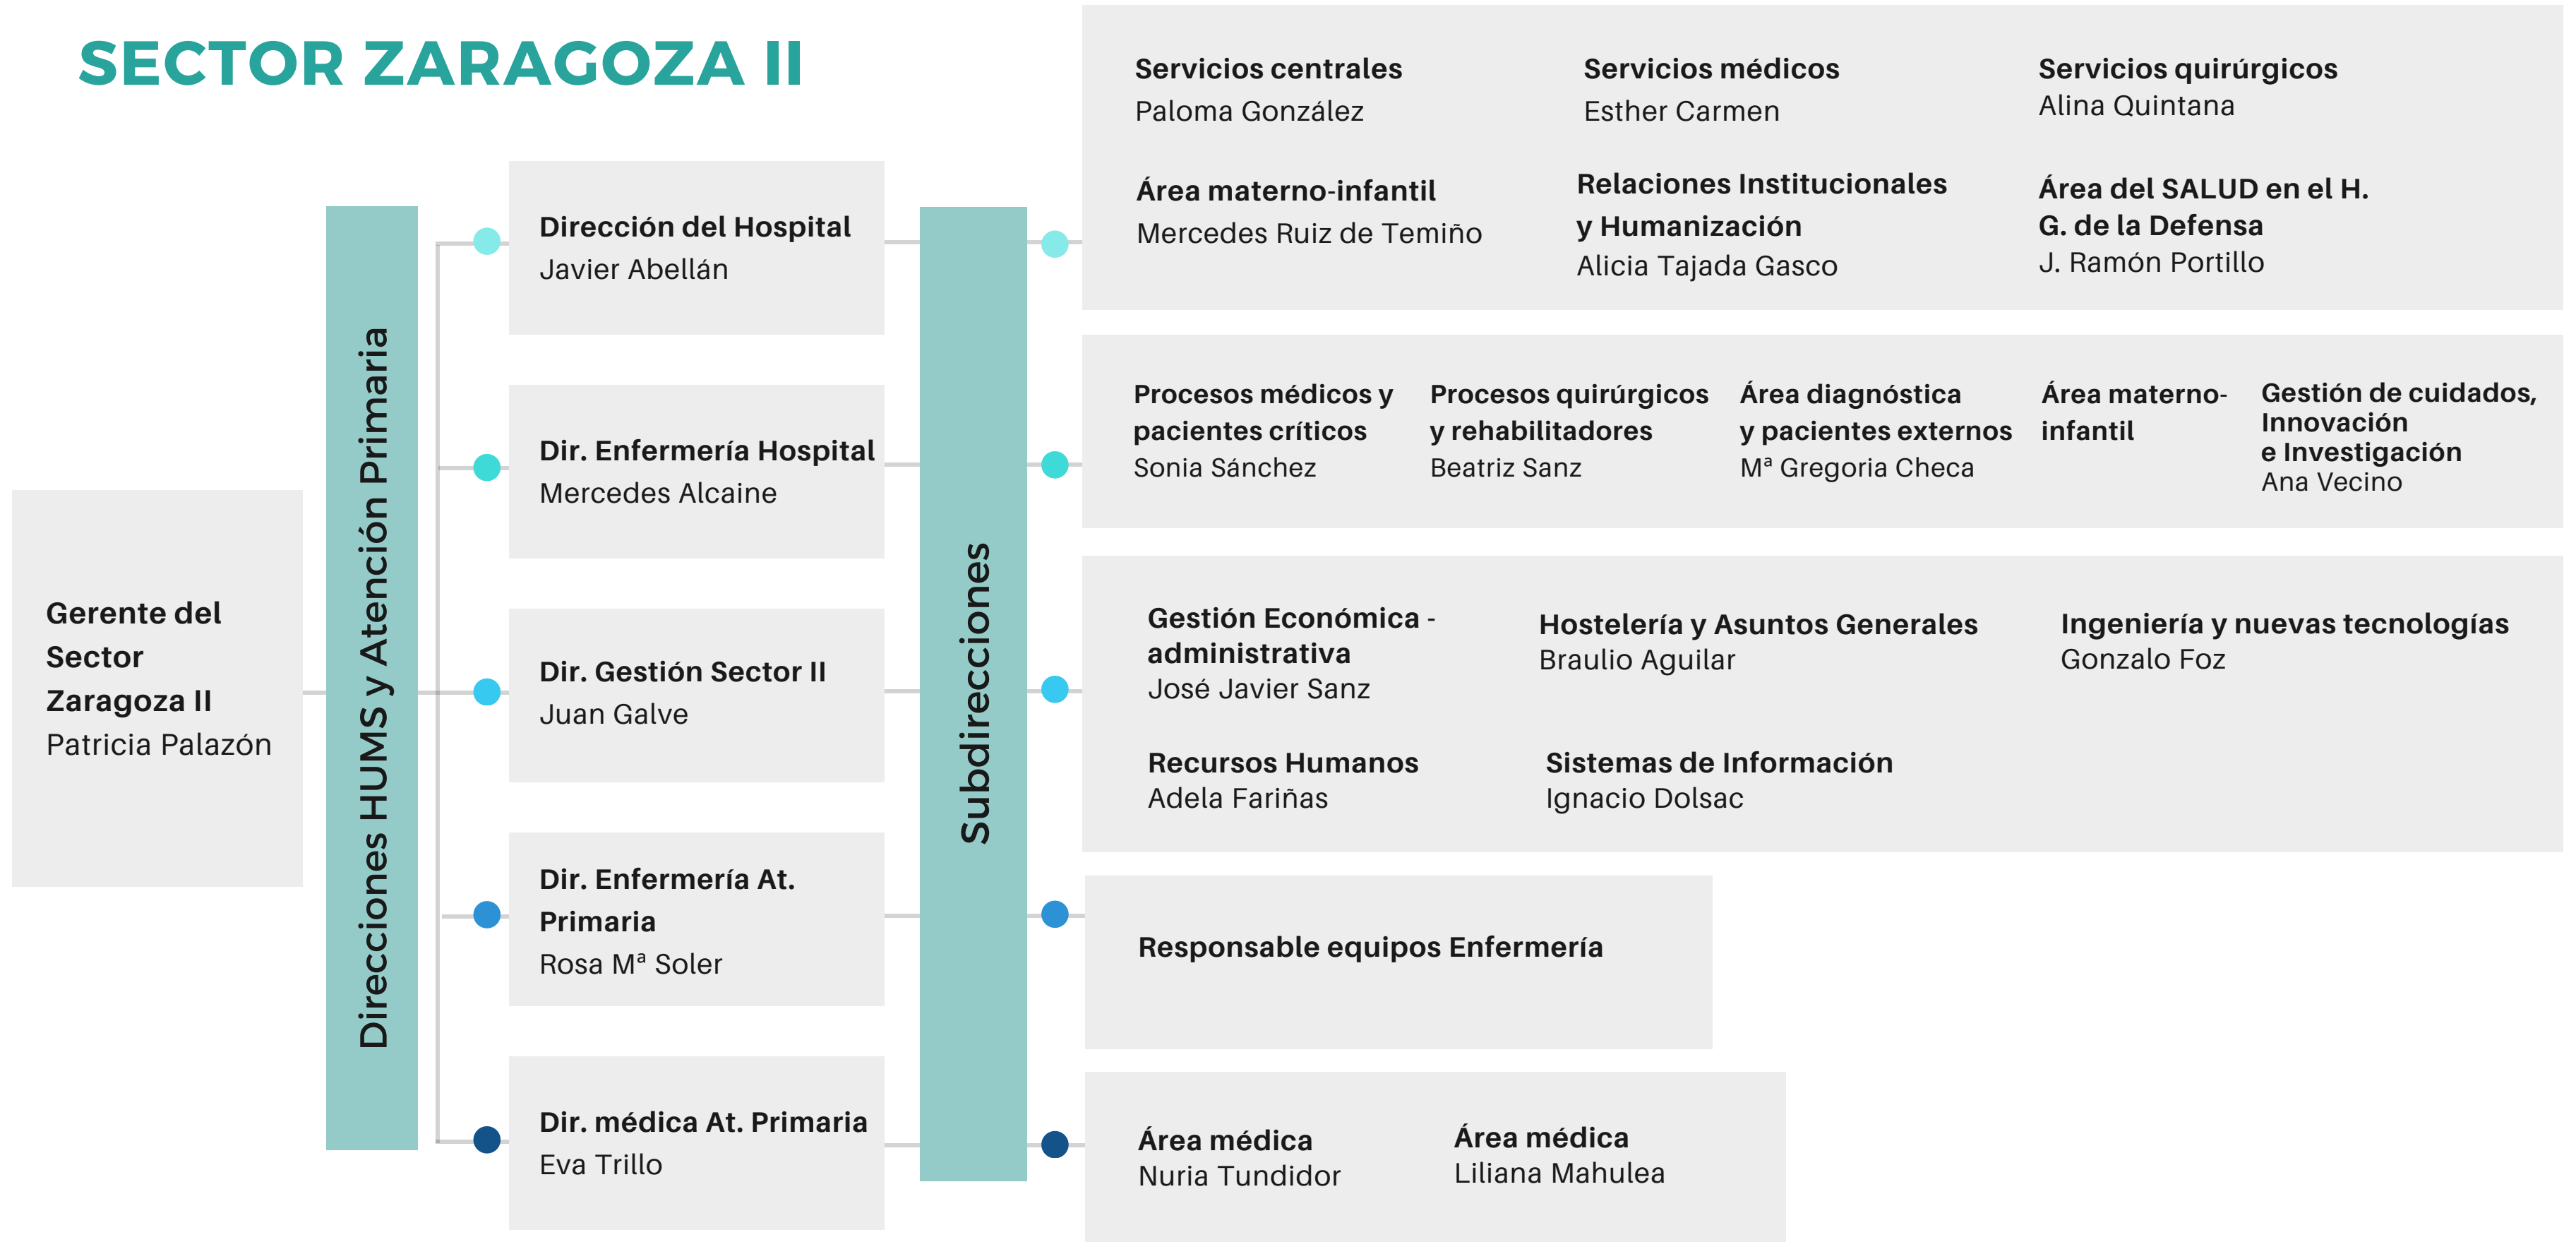 SECTOR ZARAGOZA II
Gerente del
Sector
Zaragoza II
Patricia Palazón
Direcciones HUMS y Atención Primaria
Dirección del Hospital
Javier Abellán
Dir. Enfermería Hospital
Mercedes Alcaine
Dir. Gestión Sector II
Juan Galve
Dir. Enfermería At.
Primaria
Rosa Mª Soler
Dir. médica At. Primaria
Eva Trillo
Subdirecciones
Servicios centrales
Paloma González
Servicios médicos
Esther Carmen
Servicios quirúrgicos
Alina Quintana
Área materno-infantil
Mercedes Ruiz de Temiño
Relaciones Institucionales
y Humanización
Alicia Tajada Gasco
Área del SALUD en el H.
G. de la Defensa
J. Ramón Portillo
Procesos médicos y
pacientes críticos
Sonia Sánchez
Procesos quirúrgicos
y rehabilitadores
Beatriz Sanz
Área diagnóstica
y pacientes externos
Mª Gregoria Checa
Área materno-
infantil
Gestión de cuidados,
Innovación
e Investigación
Ana Vecino
Gestión Económica -
administrativa
José Javier Sanz
Hostelería y Asuntos Generales
Braulio Aguilar
Ingeniería y nuevas tecnologías
Gonzalo Foz
Recursos Humanos
Adela Fariñas
Sistemas de Información
Ignacio Dolsac
Responsable equipos Enfermería
Área médica
Nuria Tundidor
Área médica
Liliana Mahulea